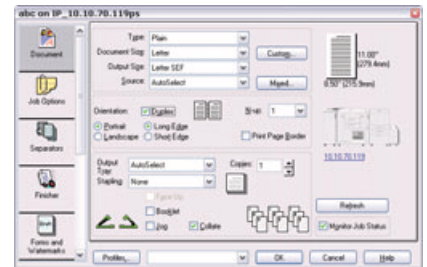 abc on IP_10.10.70.119ps
Document
Job Options
Separators
Finisher
Forms and
Watermarks
Type: Plain
Document Size: Letter
Output Size: Letter SEF
Source: AutoSelect
Custom...
11.00"
(279.4mm)
8.50" (215.9mm)
Orientation:
Duplex
N-up: 1
Portrait
Long Edge
Landscape
Short Edge
Print Page Border
10.10.70.119
Output
Tray: AutoSelect
Copies: 1
Stapling: None
Face Up
Booklet
Jog
Collate
Refresh
Monitor Job Status
Profiles...
OK
Cancel
Help